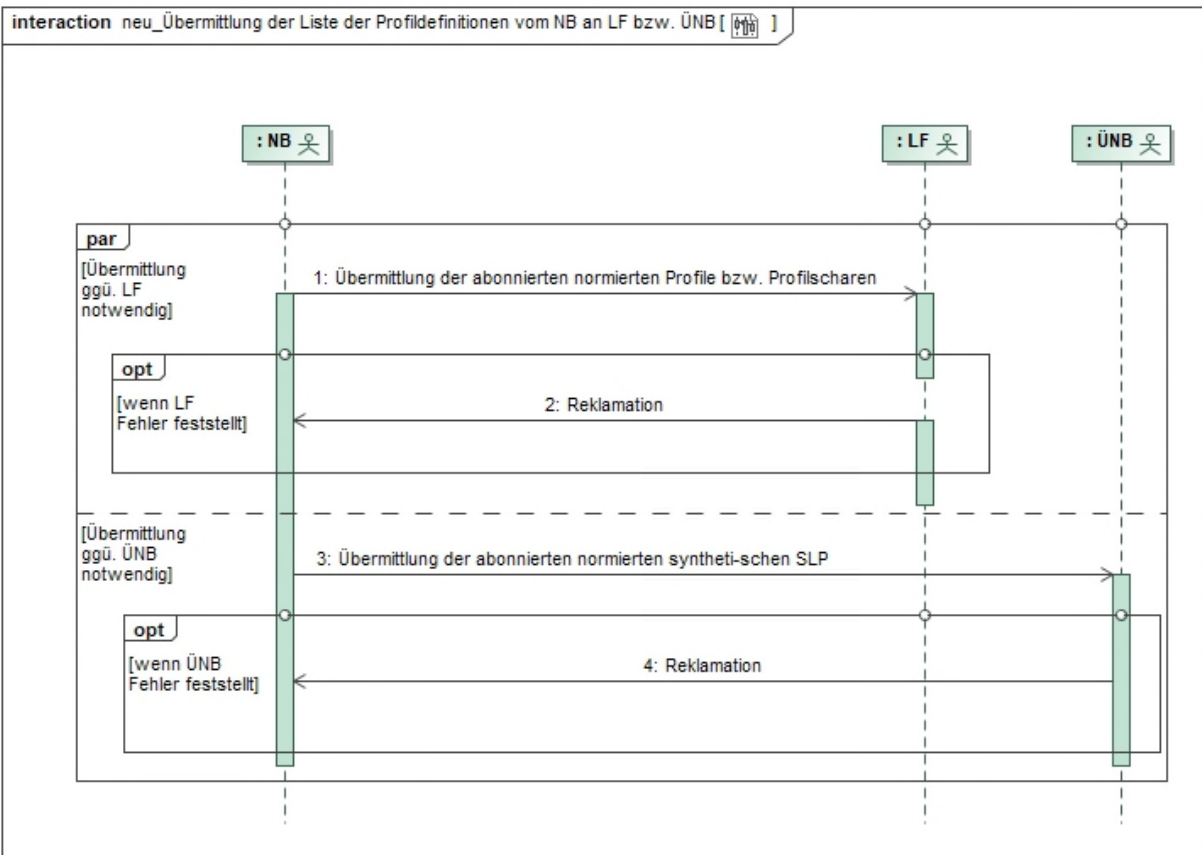 interaction neu_Übermittlung der Liste der Profildefinitionen vom NB an LF bzw. ÜNB [ ]
: NB
: LF
: ÜNB
par
[Übermittlung
ggü. LF
notwendig]
1: Übermittlung der abonnierten normierten Profile bzw. Profilscharen
opt
[wenn LF
Fehler feststellt]
2: Reklamation
[Übermittlung
ggü. ÜNB
notwendig]
3: Übermittlung der abonnierten normierten syntheti-schen SLP
opt
[wenn ÜNB
Fehler feststellt]
4: Reklamation